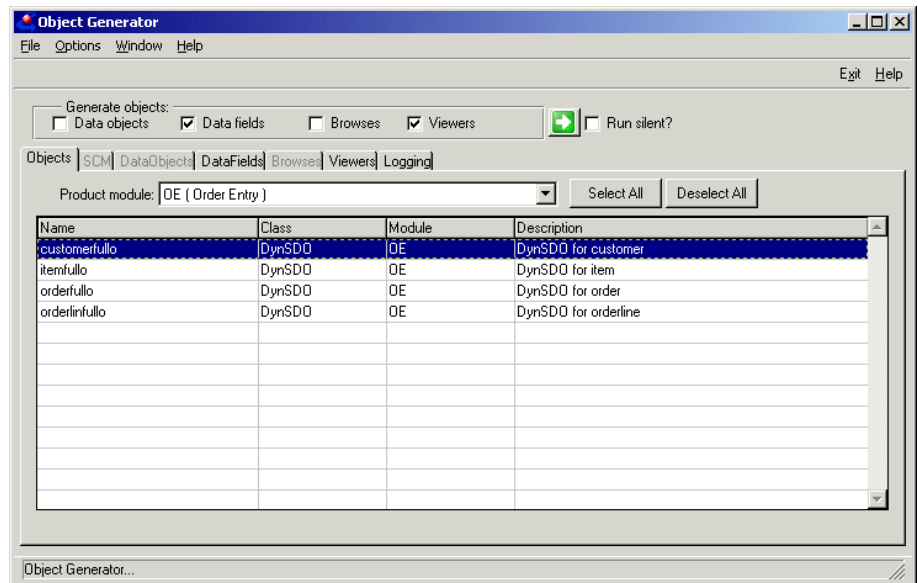 Object Generator
File Options Window Help
Exit Help
Generate objects:
Data objects Data fields Browses Viewers Run silent?
Objects SCM DataObjects DataFields Browses Viewers Logging
Product module: OE ( Order Entry ) Select All Deselect All
Name Class Module Description
customerfullo DynSDO OE DynSDO for customer
itemfullo DynSDO OE DynSDO for item
orderfullo DynSDO OE DynSDO for order
orderlinfullo DynSDO OE DynSDO for orderline
Object Generator...